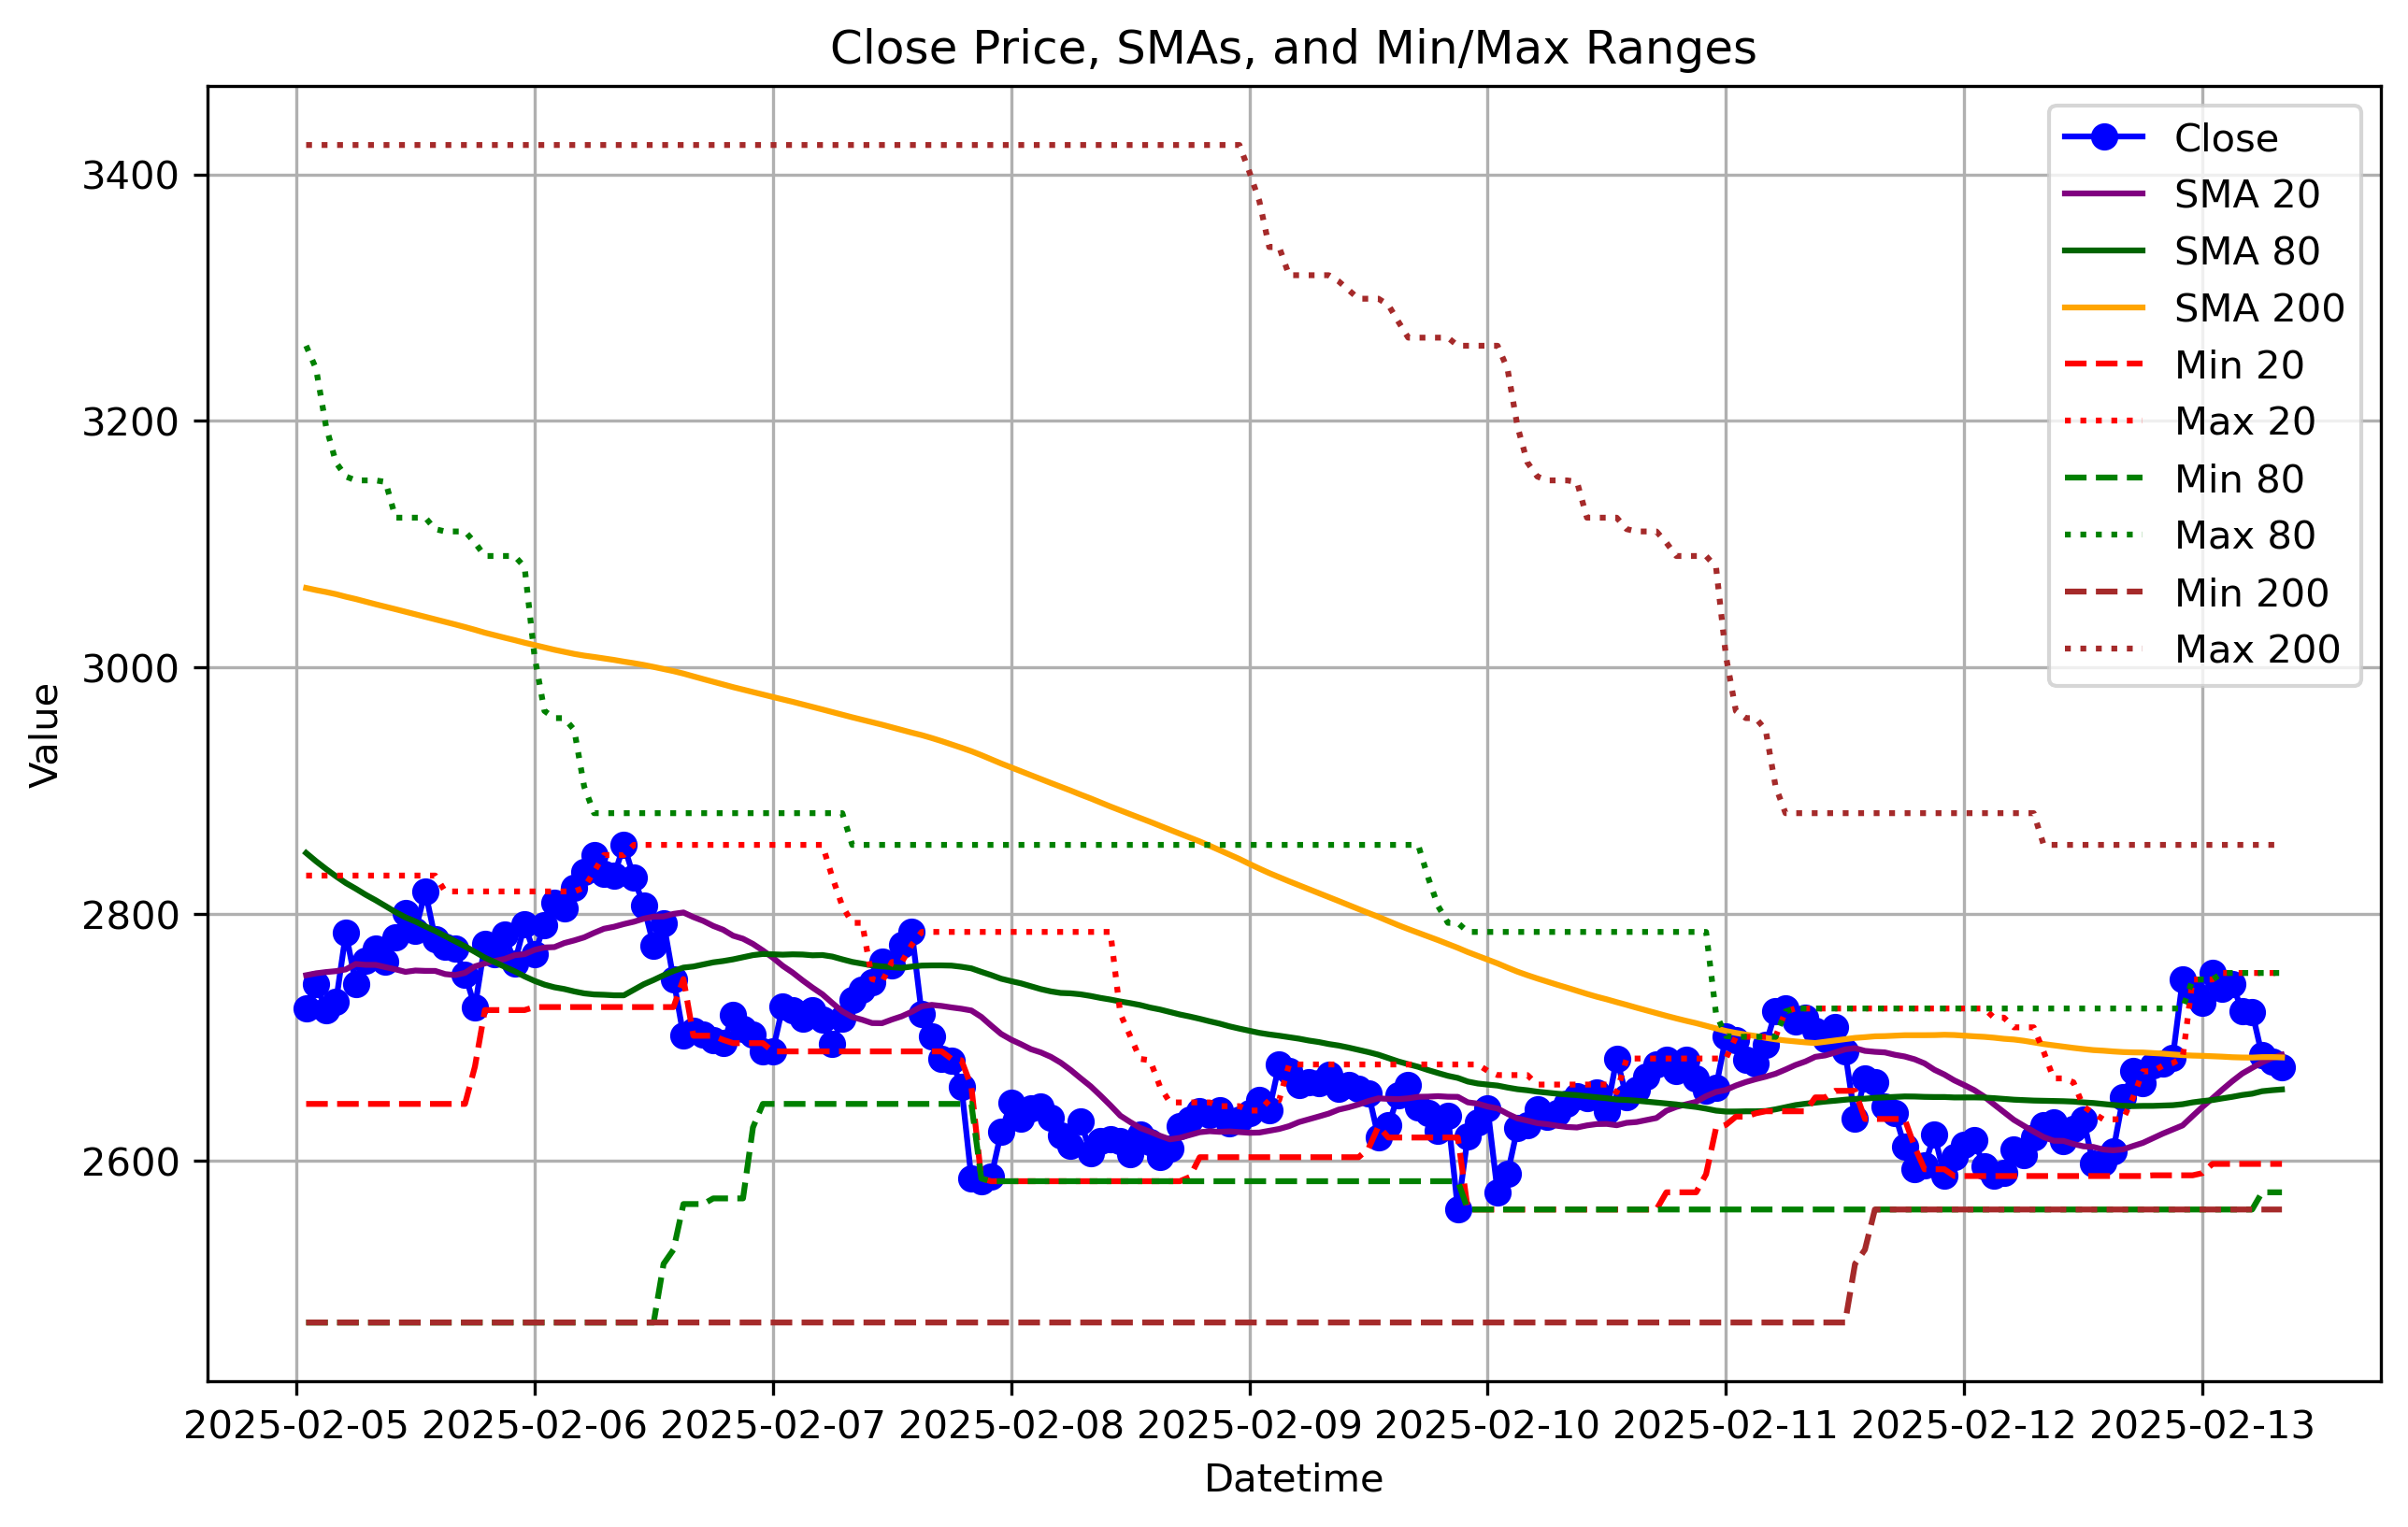 Close Price, SMAs, and Min/Max Ranges
Close
SMA 20
SMA 80
SMA 200
Min 20
Max 20
Min 80
Max 80
Min 200
Max 200
3400
3200
3000
2800
2600
Value
2025-02-05 2025-02-06 2025-02-07 2025-02-08 2025-02-09 2025-02-10 2025-02-11 2025-02-12 2025-02-13
Datetime